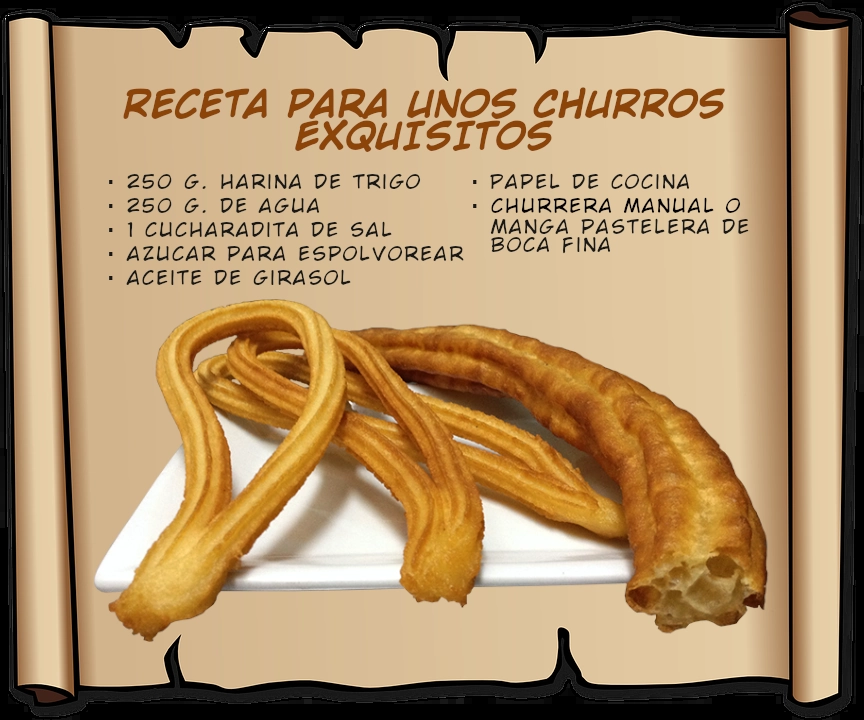 RECETA PARA UNOS CHURROS
EXQUISITOS
· 250 G. HARINA DE TRIGO
· 250 G. DE AGUA
· 1 CUCHARADITA DE SAL
· AZUCAR PARA ESPOLVOREAR
· ACEITE DE GIRASOL
· PAPEL DE COCINA
· CHURRERA MANUAL O
MANGA PASTELERA DE
BOCA FINA